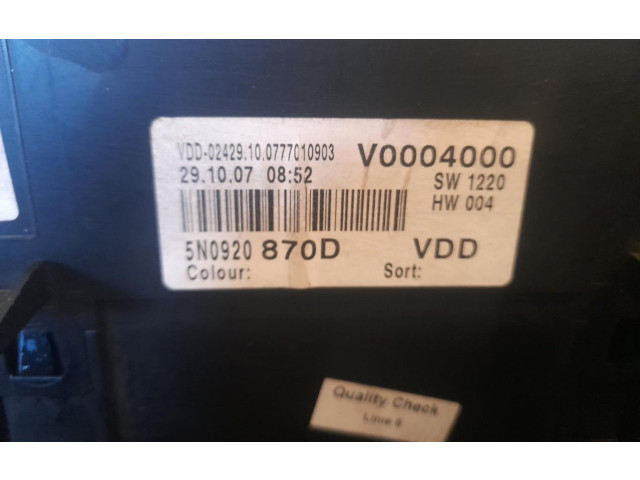 VDD-02429.10.0777010903 V0004000
29.10.07 08:52 SW 1220
HW 004
5N0920 870D VDD
Colour: Sort:
Quality Check